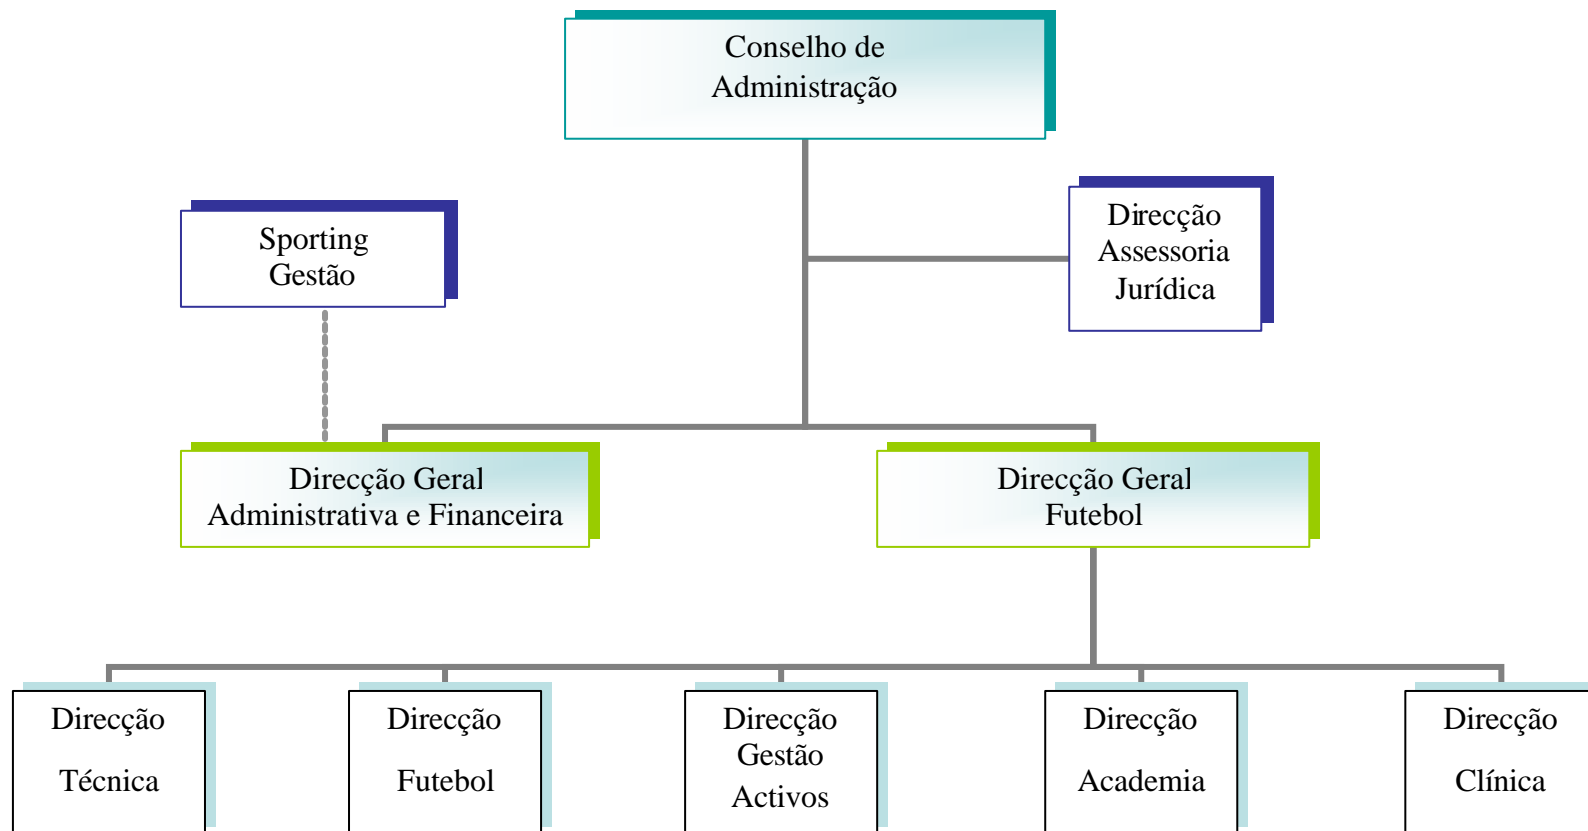 Conselho de
Administração
Sporting
Gestão
Direcção
Assessoria
Jurídica
Direcção Geral
Administrativa e Financeira
Direcção Geral
Futebol
Direcção
Técnica
Direcção
Futebol
Direcção
Gestão
Activos
Direcção
Academia
Direcção
Clínica